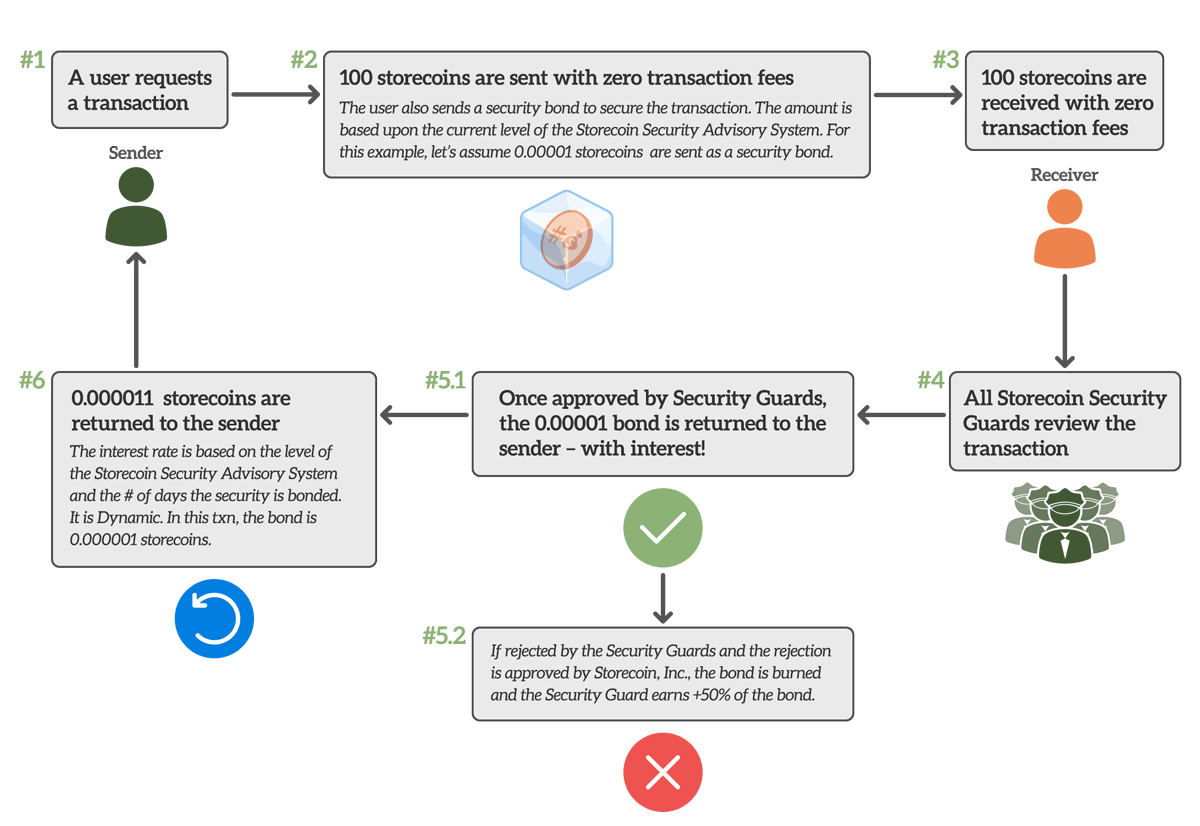 #1
A user requests
a transaction
Sender
#2
100 storecoins are sent with zero transaction fees
The user also sends a security bond to secure the transaction. The amount is
based upon the current level of the Storecoin Security Advisory System. For
this example, let's assume 0.00001 storecoins are sent as a security bond.
#3
100 storecoins are
received with zero
transaction fees
Receiver
#4
All Storecoin Security
Guards review the
transaction
#5.1
Once approved by Security Guards,
the 0.00001 bond is returned to the
sender – with interest!
#5.2
If rejected by the Security Guards and the rejection
is approved by Storecoin, Inc., the bond is burned
and the Security Guard earns +50% of the bond.
#6
0.000011 storecoins are
returned to the sender
The interest rate is based on the level of
the Storecoin Security Advisory System
and the # of days the security is bonded.
It is Dynamic. In this txn, the bond is
0.000001 storecoins.